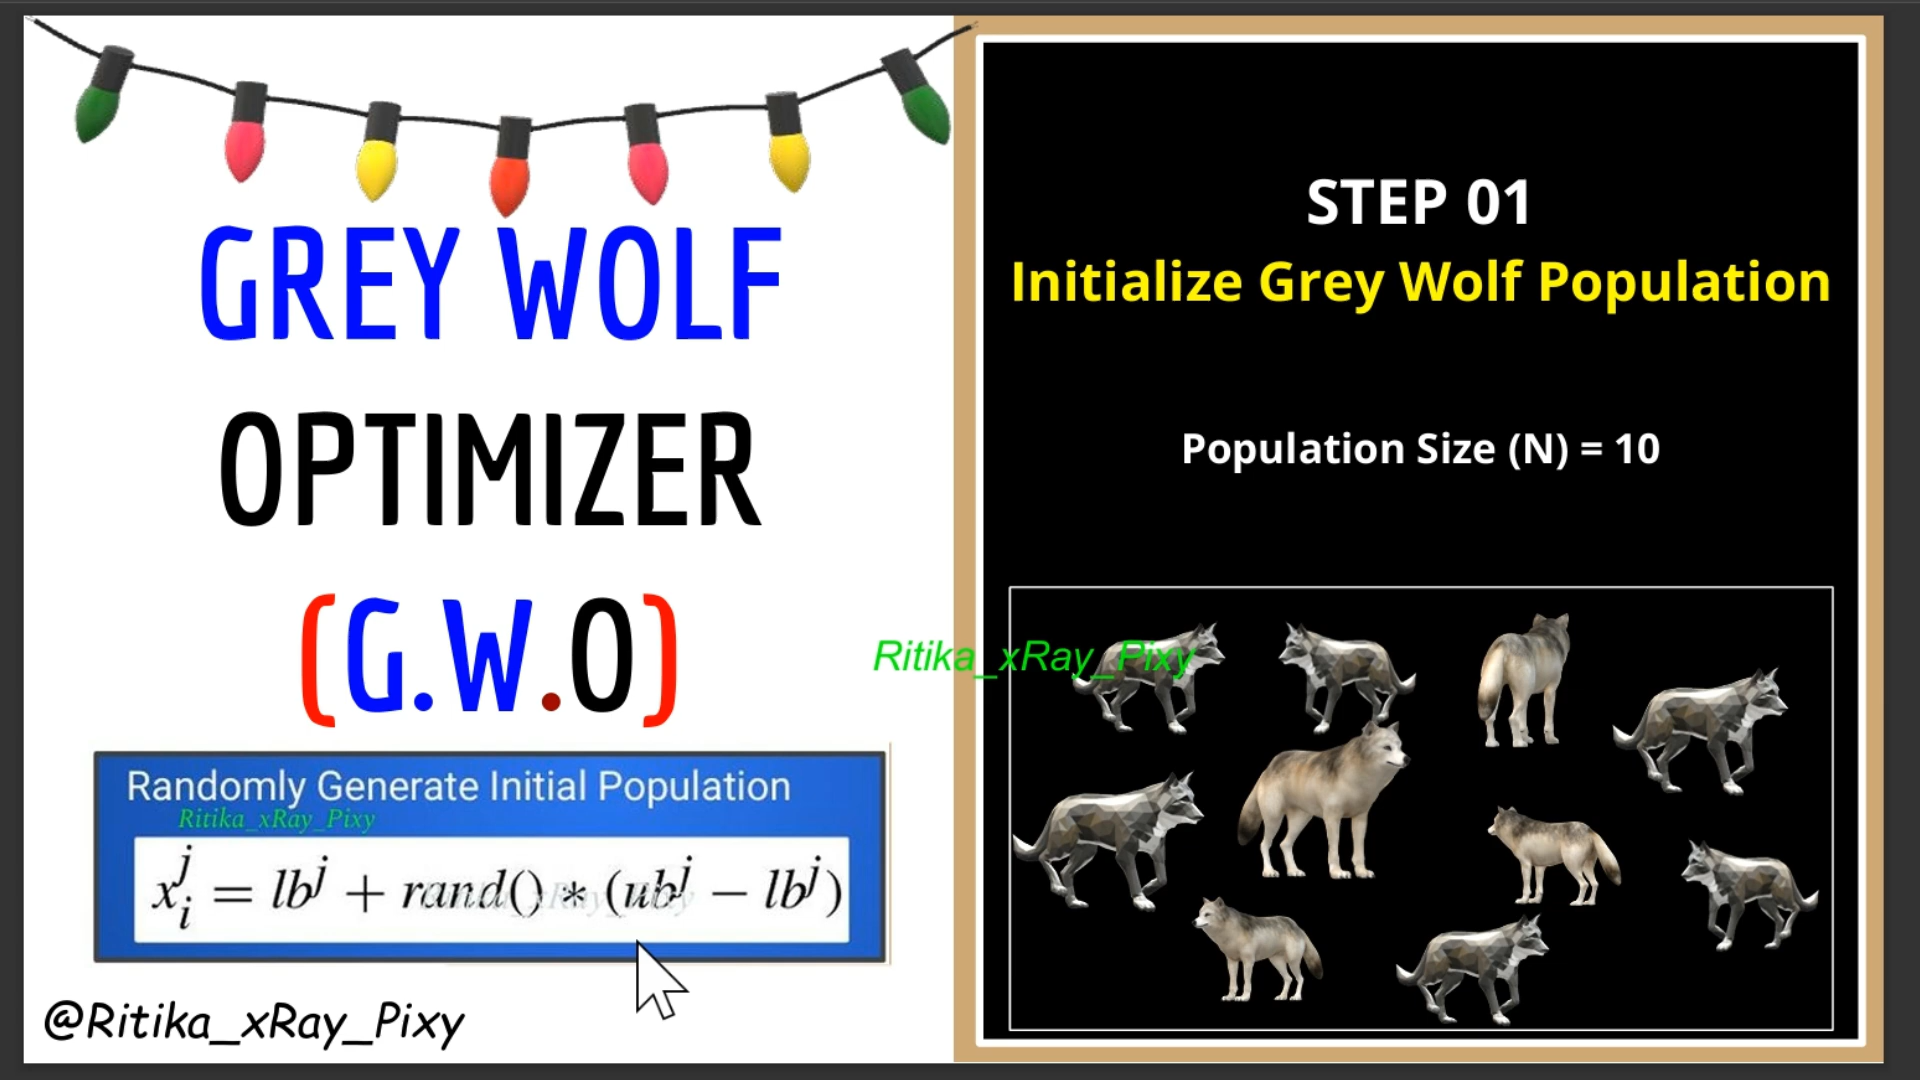 GREY WOLF
OPTIMIZER
(G.W.O)
Randomly Generate Initial Population
Ritika_xRay_Pixy
x_i^j = lb^j + rand() * (ub^j − lb^j)
@Ritika_xRay_Pixy
STEP 01
Initialize Grey Wolf Population
Population Size (N) = 10
Ritika_xRay_Pixy